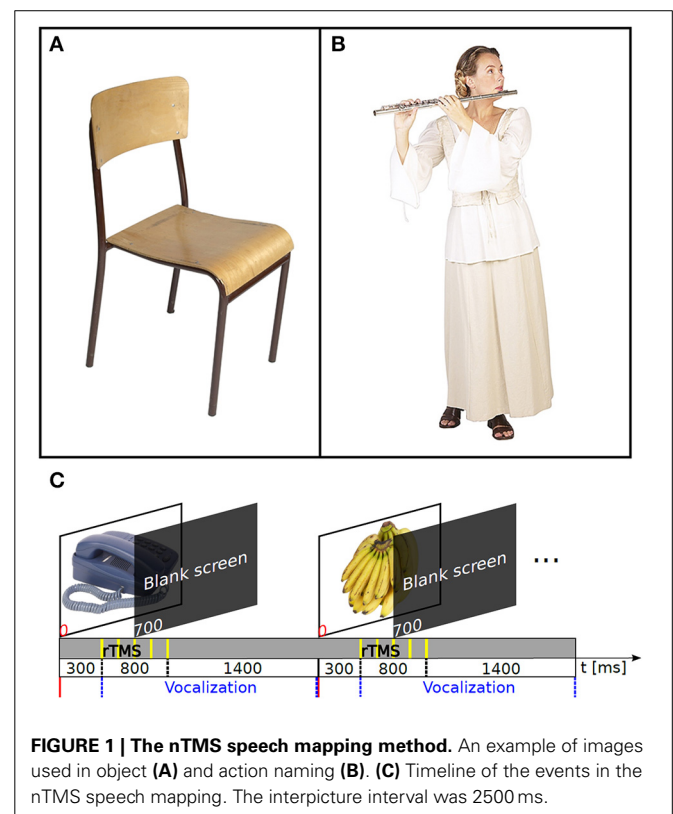 A
B
C
Blank screen
Blank screen
...
0
700
0
700
rTMS
rTMS
300
800
1400
300
800
1400
t [ms]
Vocalization
Vocalization
FIGURE 1 | The nTMS speech mapping method. An example of images
used in object (A) and action naming (B). (C) Timeline of the events in the
nTMS speech mapping. The interpicture interval was 2500 ms.